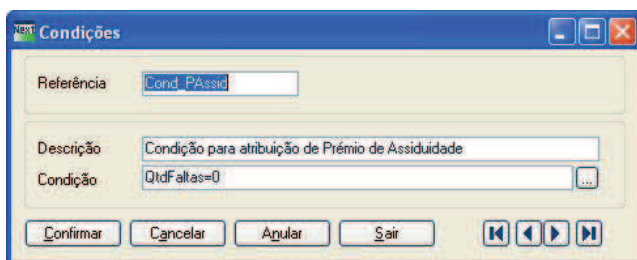 NEXT Condições
Referência Cond_PAssid
Descrição Condição para atribuição de Prémio de Assiduidade
Condição QtdFaltas=0 ...
Confirmar Cancelar Anular Sair